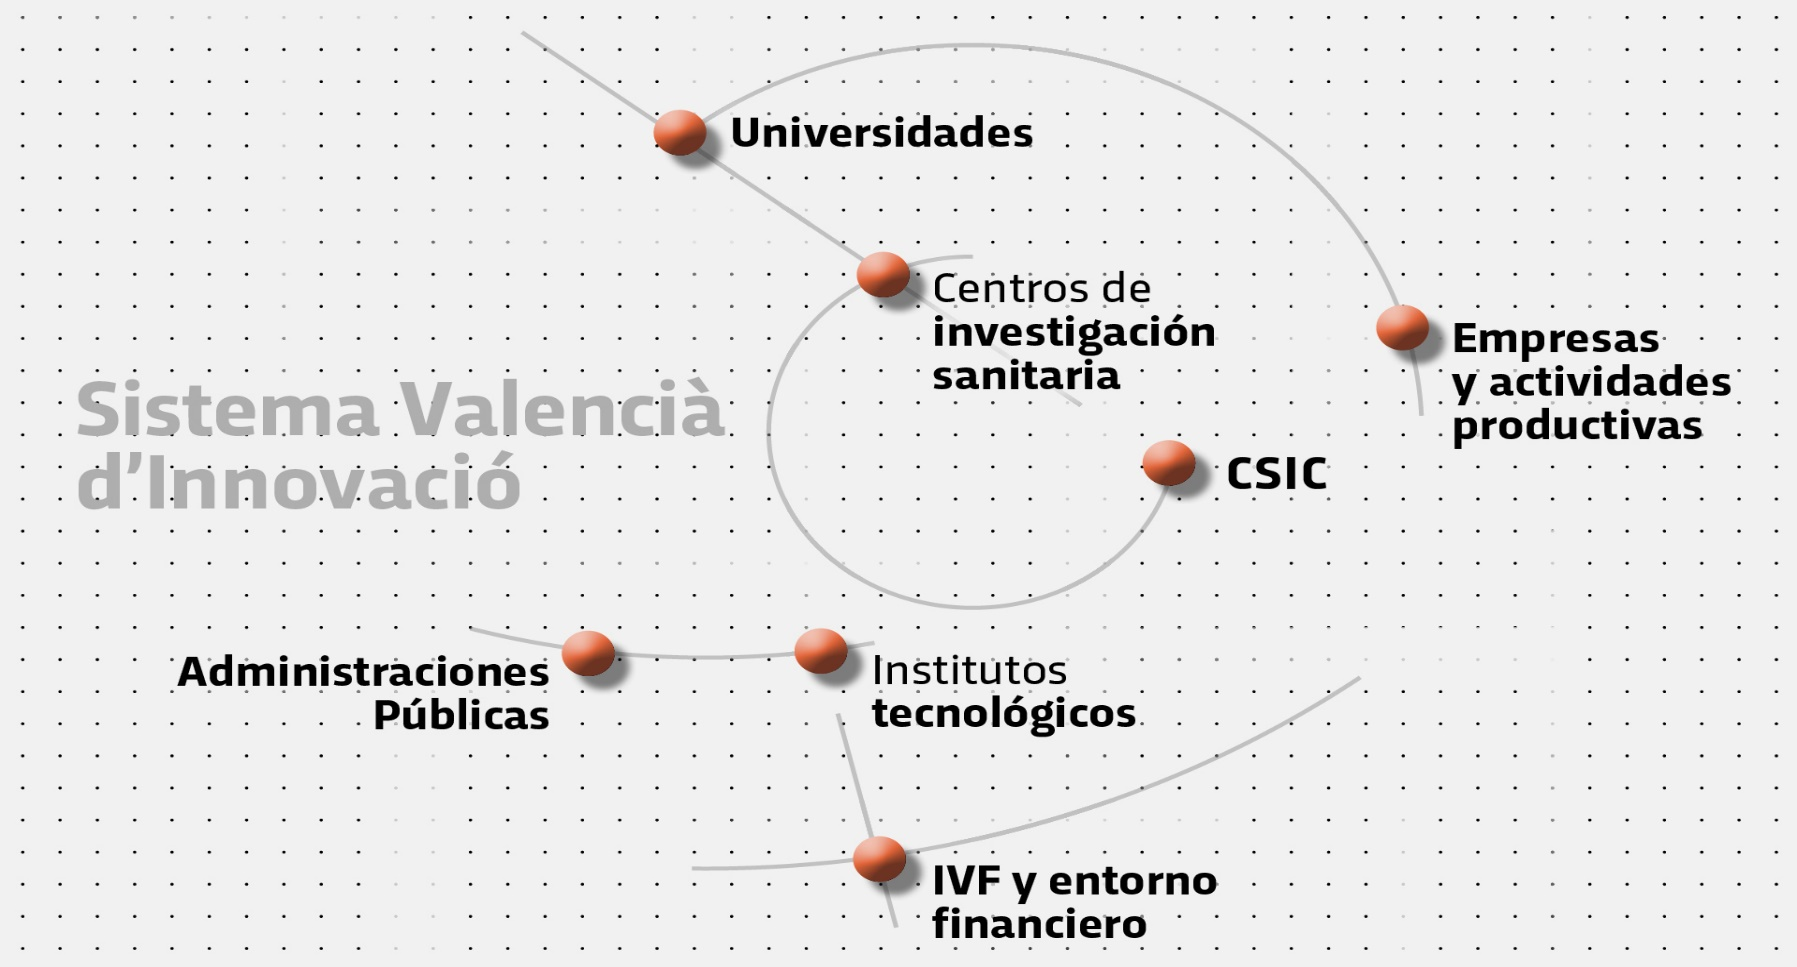 Universidades
Centros de
investigación
sanitaria
Empresas
y actividades
productivas
Sistema Valencià
d’Innovació
CSIC
Administraciones
Públicas
Institutos
tecnológicos
IVF y entorno
financiero